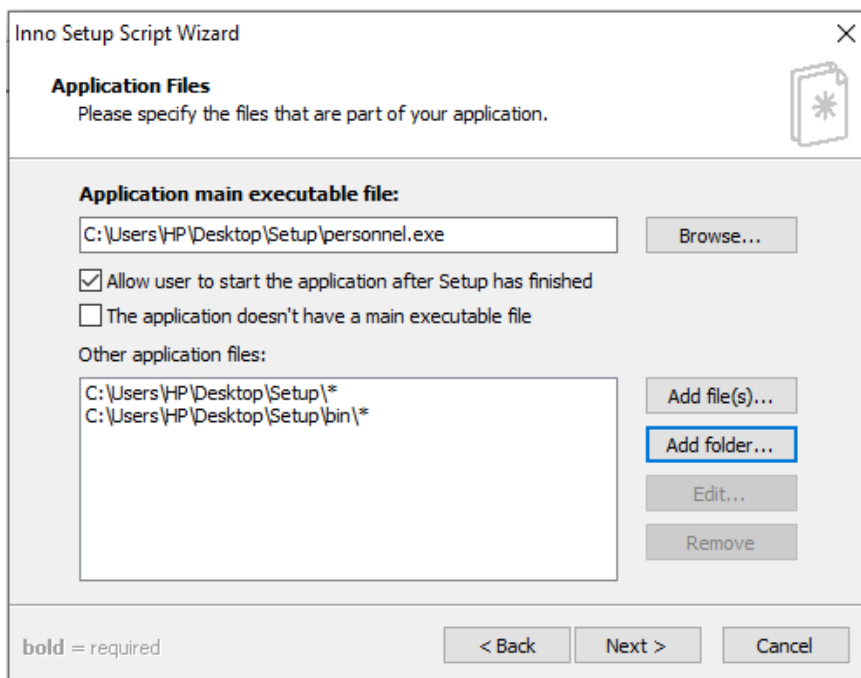 Inno Setup Script Wizard
Application Files
Please specify the files that are part of your application.
Application main executable file:
C:\Users\HP\Desktop\Setup\personnel.exe
Browse...
Allow user to start the application after Setup has finished
The application doesn't have a main executable file
Other application files:
C:\Users\HP\Desktop\Setup\*
C:\Users\HP\Desktop\Setup\bin\*
Add file(s)...
Add folder...
Edit...
Remove
bold = required
< Back
Next >
Cancel